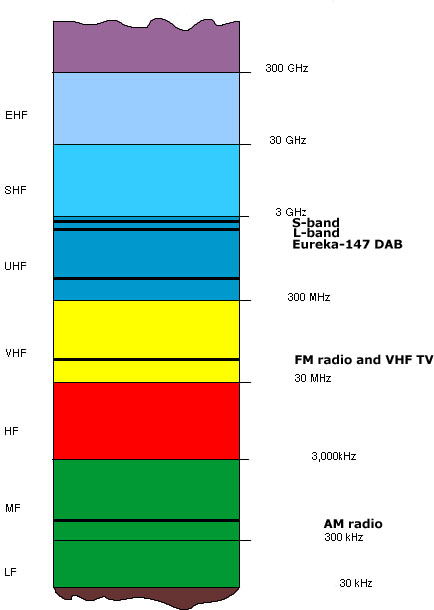 300 GHz
EHF
30 GHz
SHF
3 GHz
S-band
L-band
Eureka-147 DAB
UHF
300 MHz
VHF
FM radio and VHF TV
30 MHz
HF
3,000kHz
MF
AM radio
300 kHz
LF
30 kHz